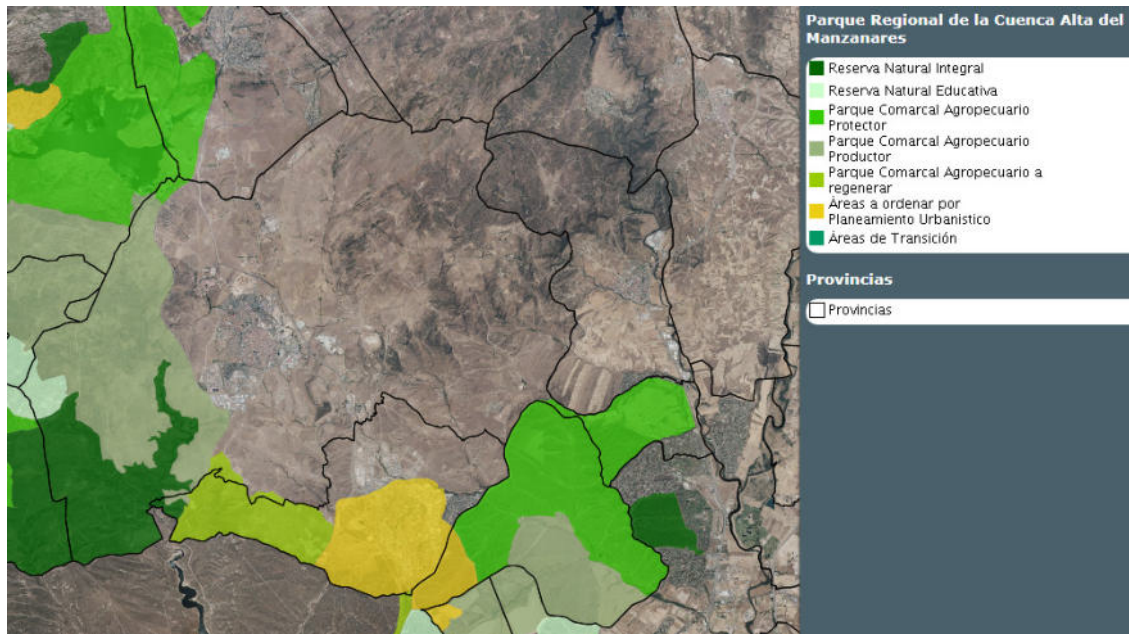 Parque Regional de la Cuenca Alta del
Manzanares
Reserva Natural Integral
Reserva Natural Educativa
Parque Comarcal Agropecuario
Protector
Parque Comarcal Agropecuario
Productor
Parque Comarcal Agropecuario a
regenerar
Áreas a ordenar por
Planeamiento Urbanistico
Áreas de Transición
Provincias
Provincias